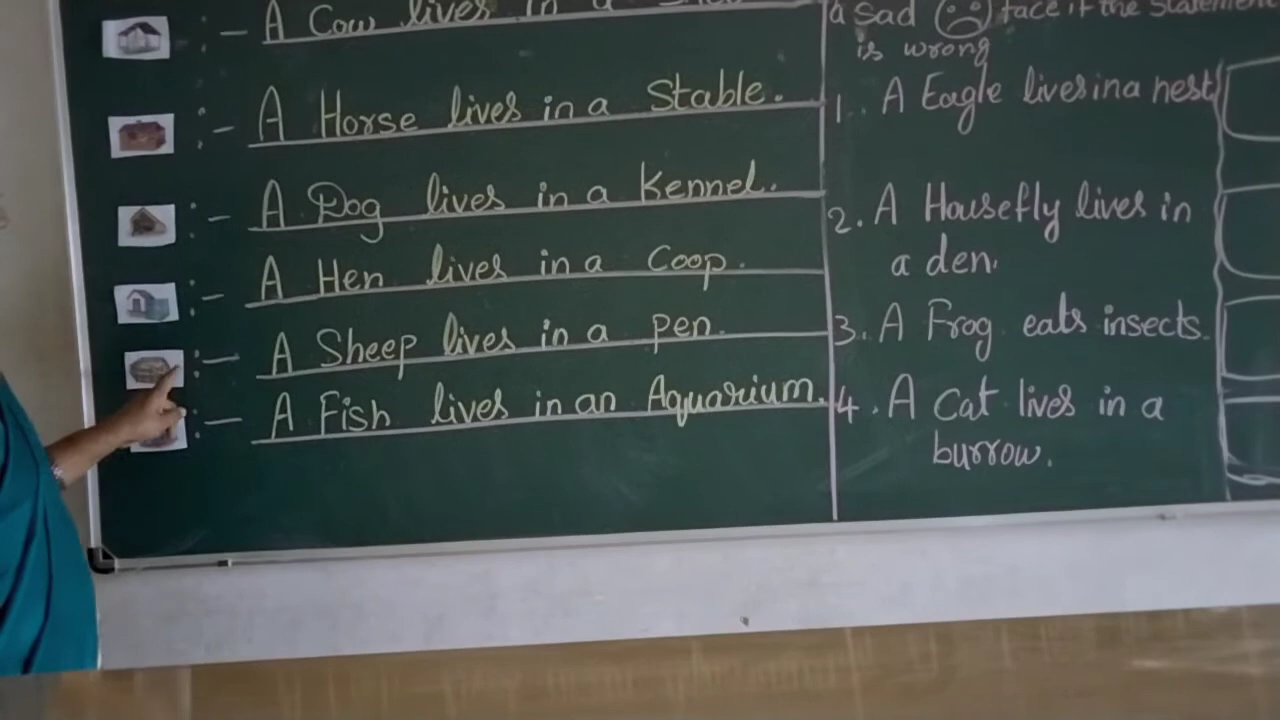 A Cow lives in a
A Horse lives in a Stable.
A Dog lives in a Kennel.
A Hen lives in a Coop.
A Sheep lives in a pen.
A Fish lives in an Aquarium.
a sad face if the statement
is wrong
1. A Eagle lives in a nest
2. A Housefly lives in
a den.
3. A Frog eats insects.
4. A Cat lives in a
burrow.